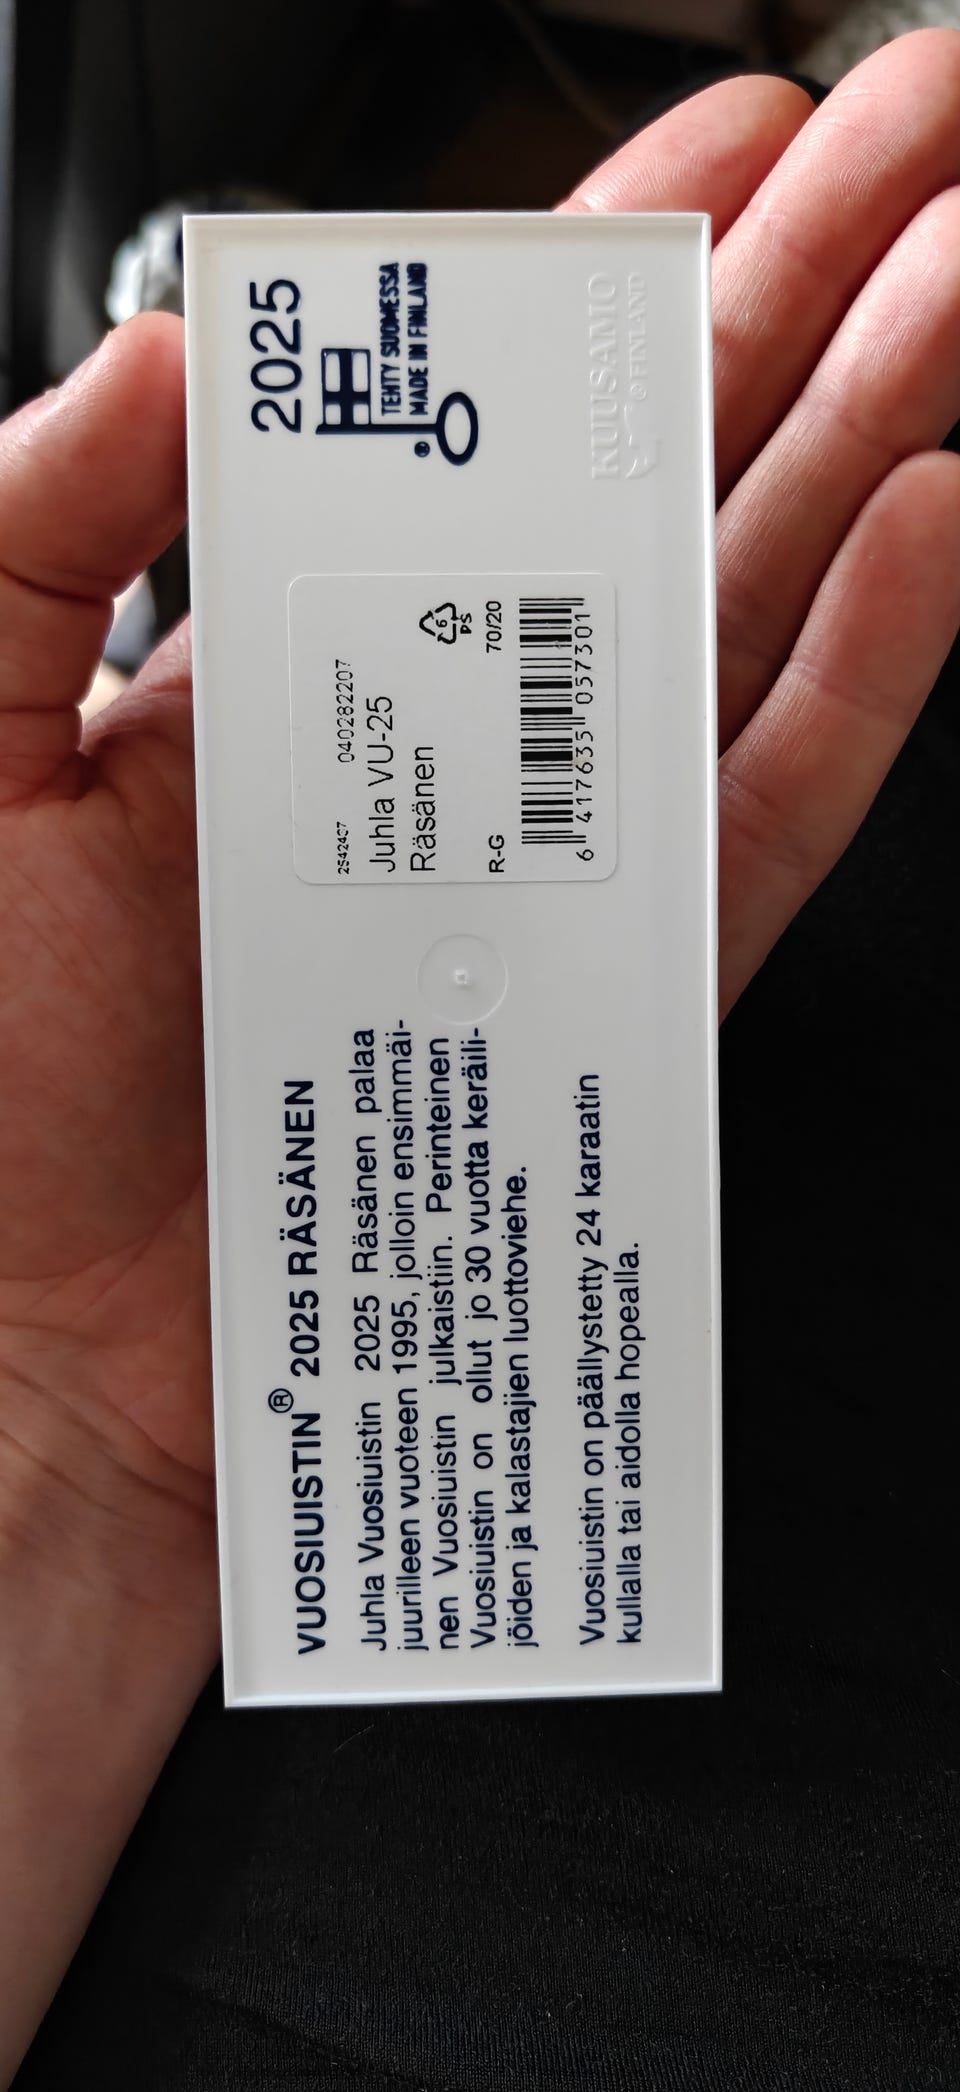 VUOSIUISTIN® 2025 RÄSÄNEN
Juhla Vuosiuistin 2025 Räsänen palaa
juurilleen vuoteen 1995, jolloin ensimmäi-
nen Vuosiuistin julkaistiin. Perinteinen
Vuosiuistin on ollut jo 30 vuotta keräili-
jöiden ja kalastajien luottoviehe.
Vuosiuistin on päällystetty 24 karaatin
kullalla tai aidolla hopealla.
040282207
Juhla VU-25
Räsänen
6
PS
R-G 70/20
6 417635 057301
2025
TEHTY SUOMESSA
MADE IN FINLAND
®
KUUSAMO
® FINLAND